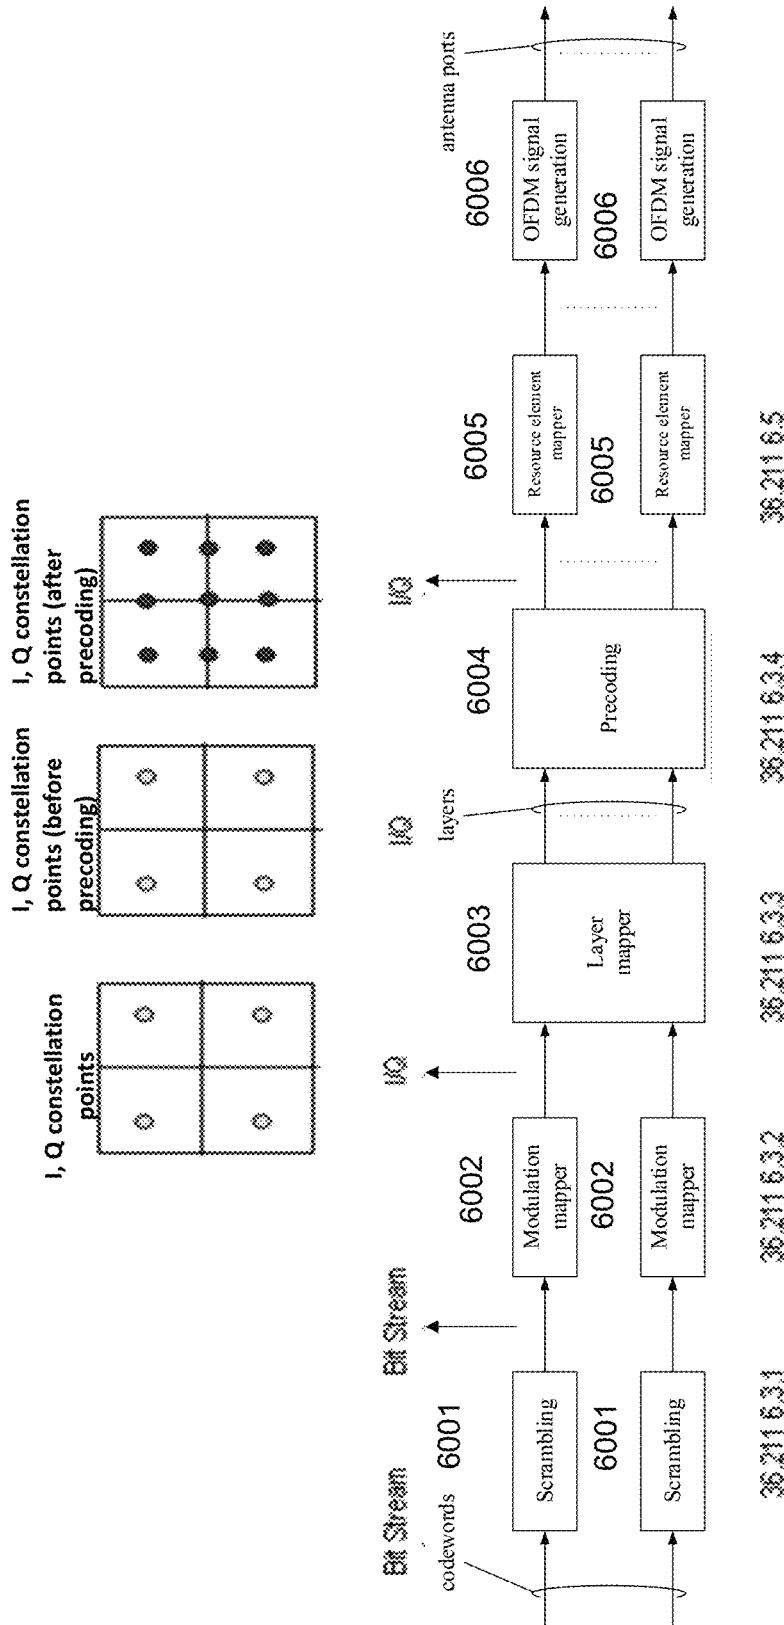 I, Q constellation
points
I, Q constellation
points (before
precoding)
I, Q constellation
points (after
precoding)
Bit Stream
Bit Stream
I/Q
I/Q
I/Q
codewords
layers
antenna ports
6001
6002
6003
6004
6005
6006
Scrambling
Modulation
mapper
Layer
mapper
Precoding
Resource element
mapper
OFDM signal
generation
6001
6002
6005
6006
Scrambling
Modulation
mapper
Resource element
mapper
OFDM signal
generation
36.211 6.3.1
36.211 6.3.2
36.211 6.3.3
36.211 6.3.4
36.211 6.5